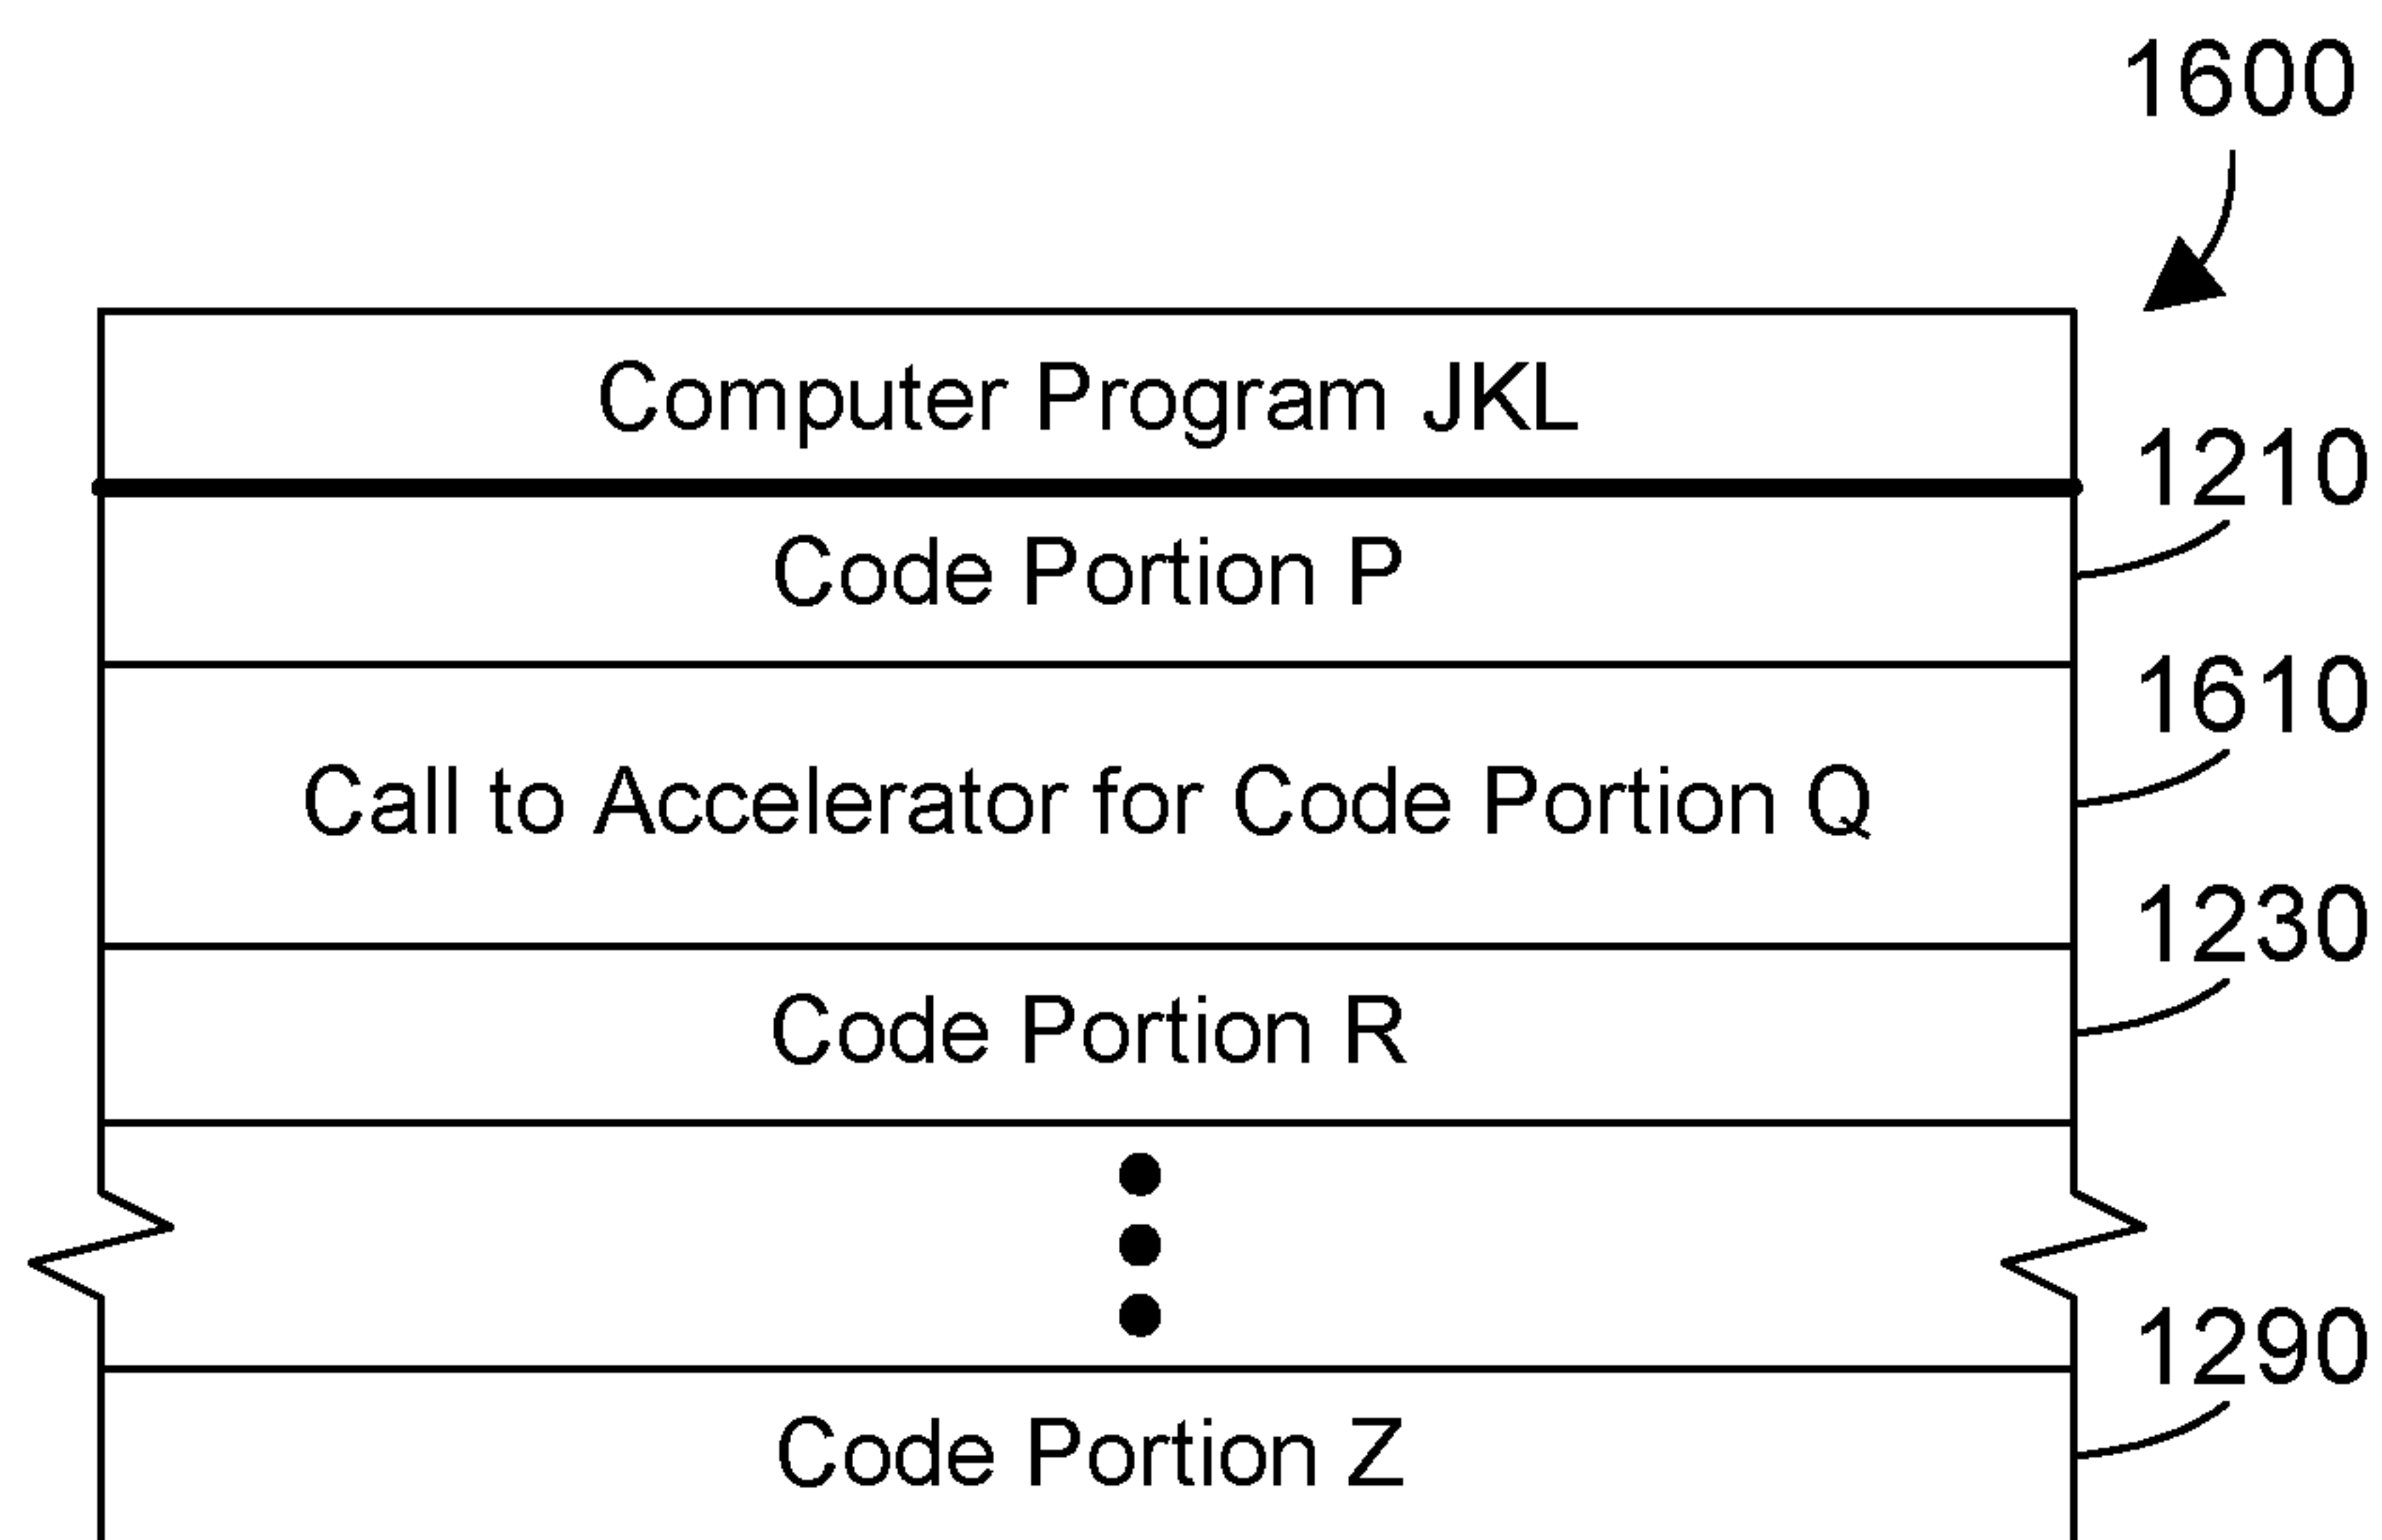 1600
Computer Program JKL
1210
Code Portion P
1610
Call to Accelerator for Code Portion Q
1230
Code Portion R
1290
Code Portion Z